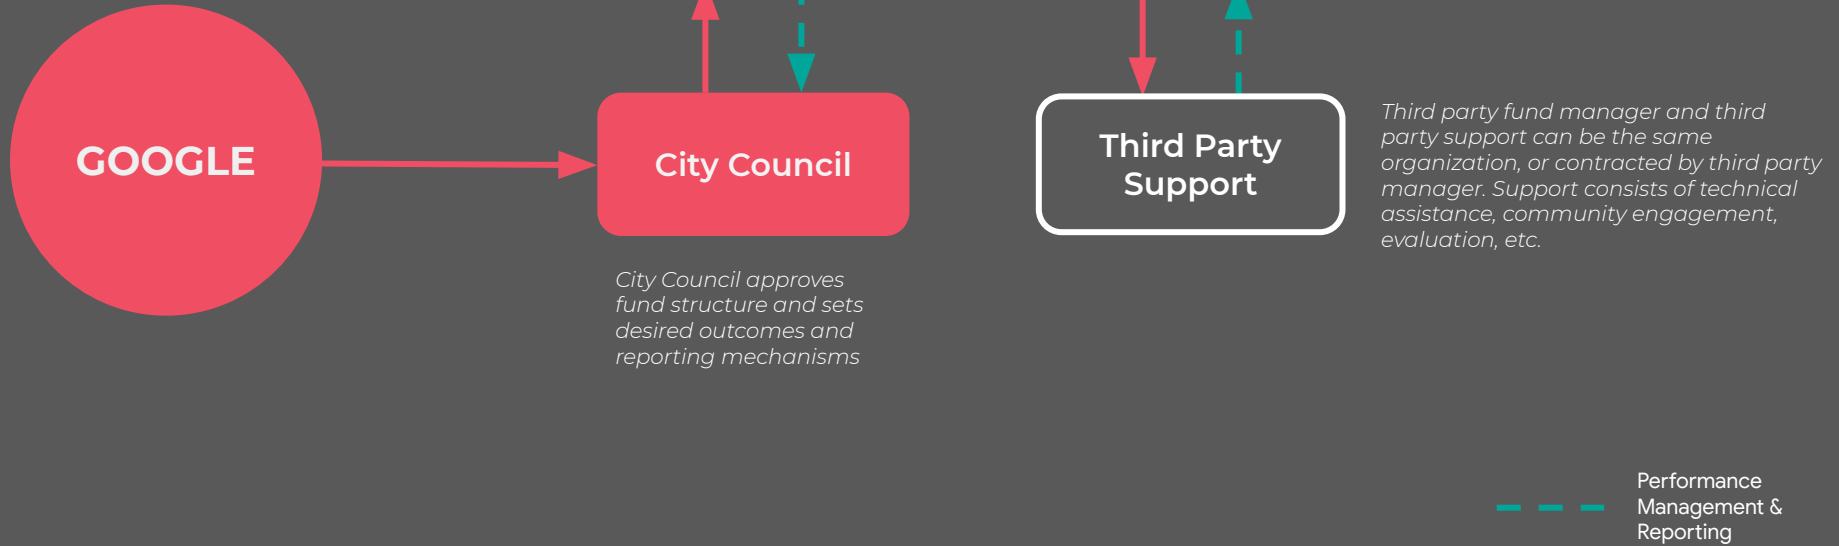 GOOGLE
City Council
City Council approves
fund structure and sets
desired outcomes and
reporting mechanisms
Third Party
Support
Third party fund manager and third
party support can be the same
organization, or contracted by third party
manager. Support consists of technical
assistance, community engagement,
evaluation, etc.
Performance
Management &
Reporting